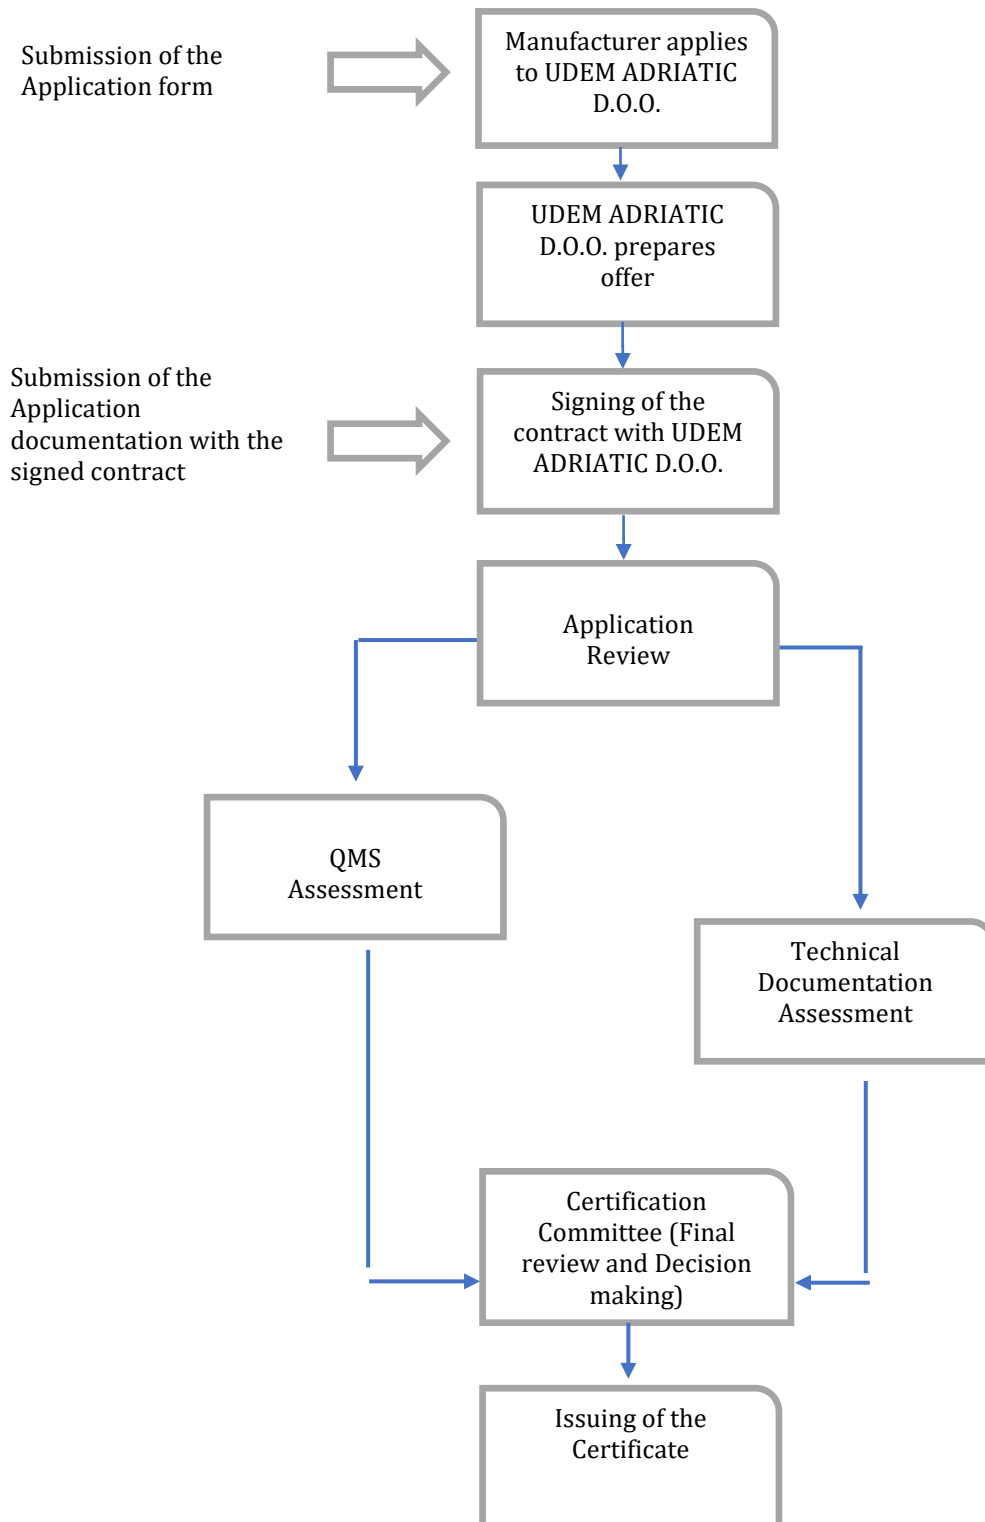 Submission of the
Application form
Manufacturer applies
to UDEM ADRIATIC
D.O.O.
UDEM ADRIATIC
D.O.O. prepares
offer
Submission of the
Application
documentation with the
signed contract
Signing of the
contract with UDEM
ADRIATIC D.O.O.
Application
Review
QMS
Assessment
Technical
Documentation
Assessment
Certification
Committee (Final
review and Decision
making)
Issuing of the
Certificate